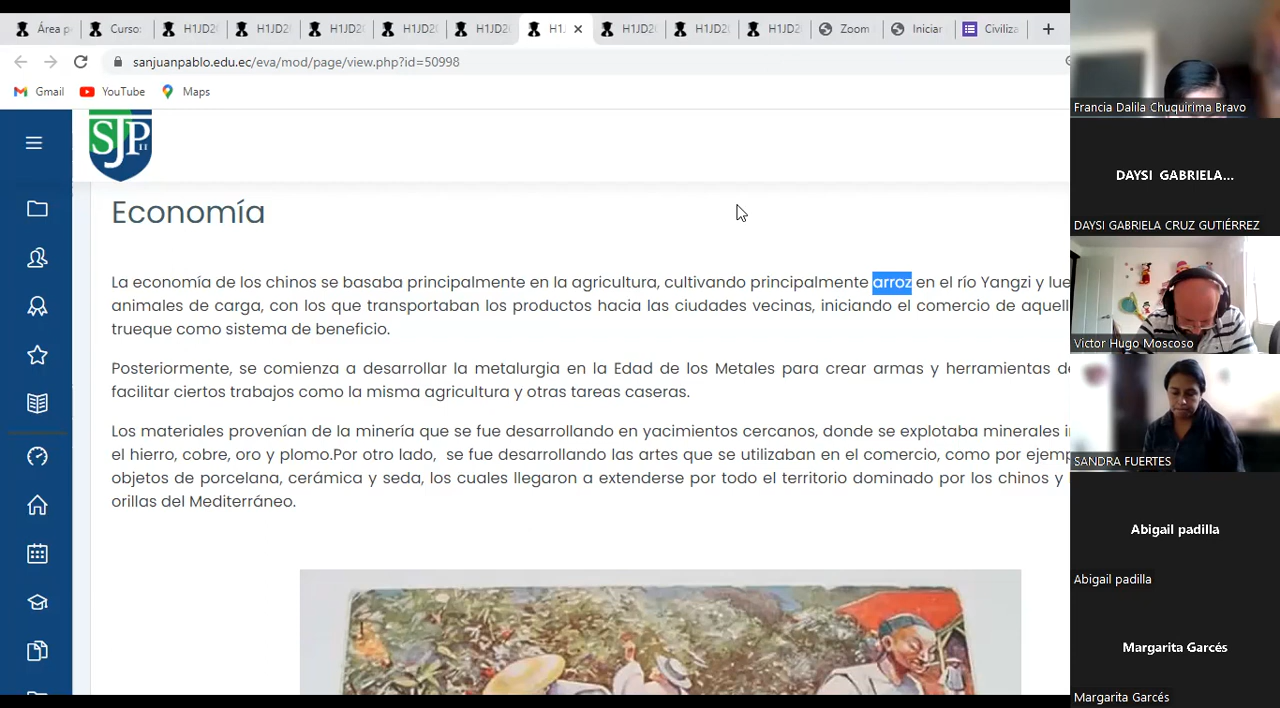 Área p
Curso:
H1JD2(
H1JD2(
H1JD2(
H1JD2(
H1JD2(
H1J
H1JD2(
H1JD2(
H1JD2
Zoom
Iniciar
Civiliza
sanjuanpablo.edu.ec/eva/mod/page/view.php?id=50998
Gmail
YouTube
Maps
SJP II
Economía
La economía de los chinos se basaba principalmente en la agricultura, cultivando principalmente arroz en el río Yangzi y lue
animales de carga, con los que transportaban los productos hacia las ciudades vecinas, iniciando el comercio de aquell
trueque como sistema de beneficio.
Posteriormente, se comienza a desarrollar la metalurgia en la Edad de los Metales para crear armas y herramientas de
facilitar ciertos trabajos como la misma agricultura y otras tareas caseras.
Los materiales provenían de la minería que se fue desarrollando en yacimientos cercanos, donde se explotaba minerales i
el hierro, cobre, oro y plomo.Por otro lado, se fue desarrollando las artes que se utilizaban en el comercio, como por ejemp
objetos de porcelana, cerámica y seda, los cuales llegaron a extenderse por todo el territorio dominado por los chinos y
orillas del Mediterráneo.
Francia Dalila Chuquirima Bravo
DAYSI GABRIELA...
DAYSI GABRIELA CRUZ GUTIÉRREZ
Victor Hugo Moscoso
SANDRA FUERTES
Abigail padilla
Abigail padilla
Margarita Garcés
Margarita Garcés